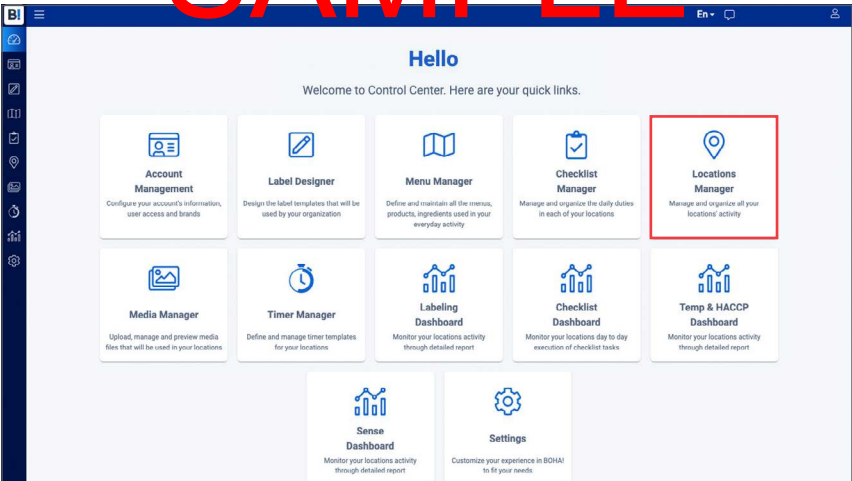 SAMPLE
B!
En
Hello
Welcome to Control Center. Here are your quick links.
Account
Management
Configure your account's information,
user access and brands
Label Designer
Design the label templates that will be
used by your organization
Menu Manager
Define and maintain all the menus,
products, ingredients used in your
everyday activity
Checklist
Manager
Manage and organize the daily duties
in each of your locations
Locations
Manager
Manage and organize all your
locations' activity
Media Manager
Upload, manage and preview media
files that will be used in your locations
Timer Manager
Define and manage timer templates
for your locations
Labeling
Dashboard
Monitor your locations activity
through detailed report
Checklist
Dashboard
Monitor your locations day to day
execution of checklist tasks
Temp & HACCP
Dashboard
Monitor your locations activity
through detailed report
Sense
Dashboard
Monitor your locations activity
through detailed report
Settings
Customize your experience in BOHA!
to fit your needs